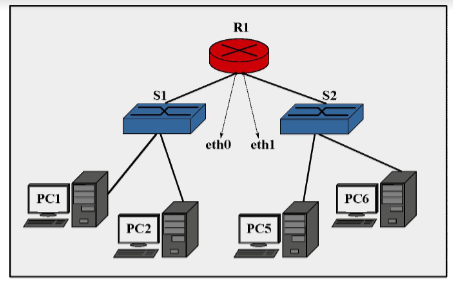 R1
S1
S2
eth0
eth1
PC1
PC2
PC5
PC6